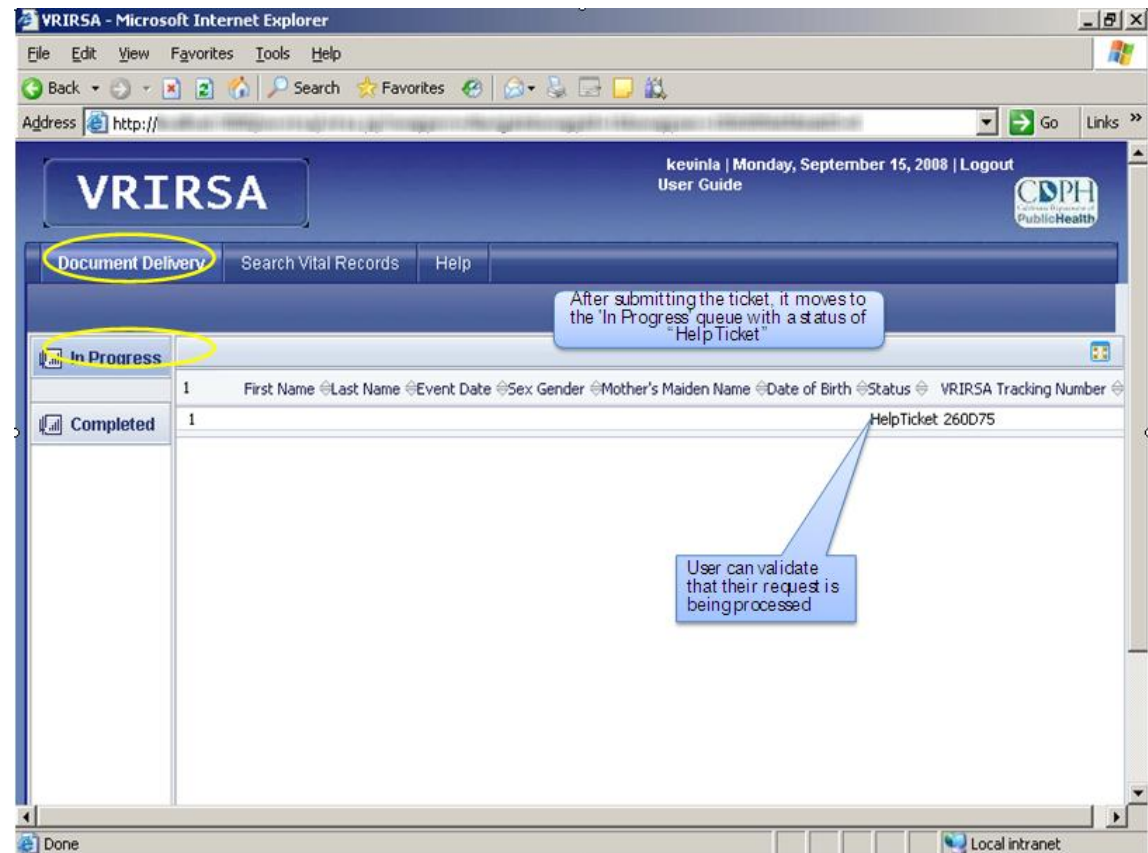 VRIRSA - Microsoft Internet Explorer
File Edit View Favorites Tools Help
Back Search Favorites
Address http:// Go Links »
kevinla | Monday, September 15, 2008 | Logout
User Guide
VRIRSA
CDPH
PublicHealth
Document Delivery Search Vital Records Help
After submitting the ticket, it moves to
the 'In Progress' queue with a status of
"Help Ticket"
In Progress
1 First Name Last Name Event Date Sex Gender Mother's Maiden Name Date of Birth Status VRIRSA Tracking Number
Completed
1 HelpTicket 260D75
User can validate
that their request is
being processed
Done Local intranet